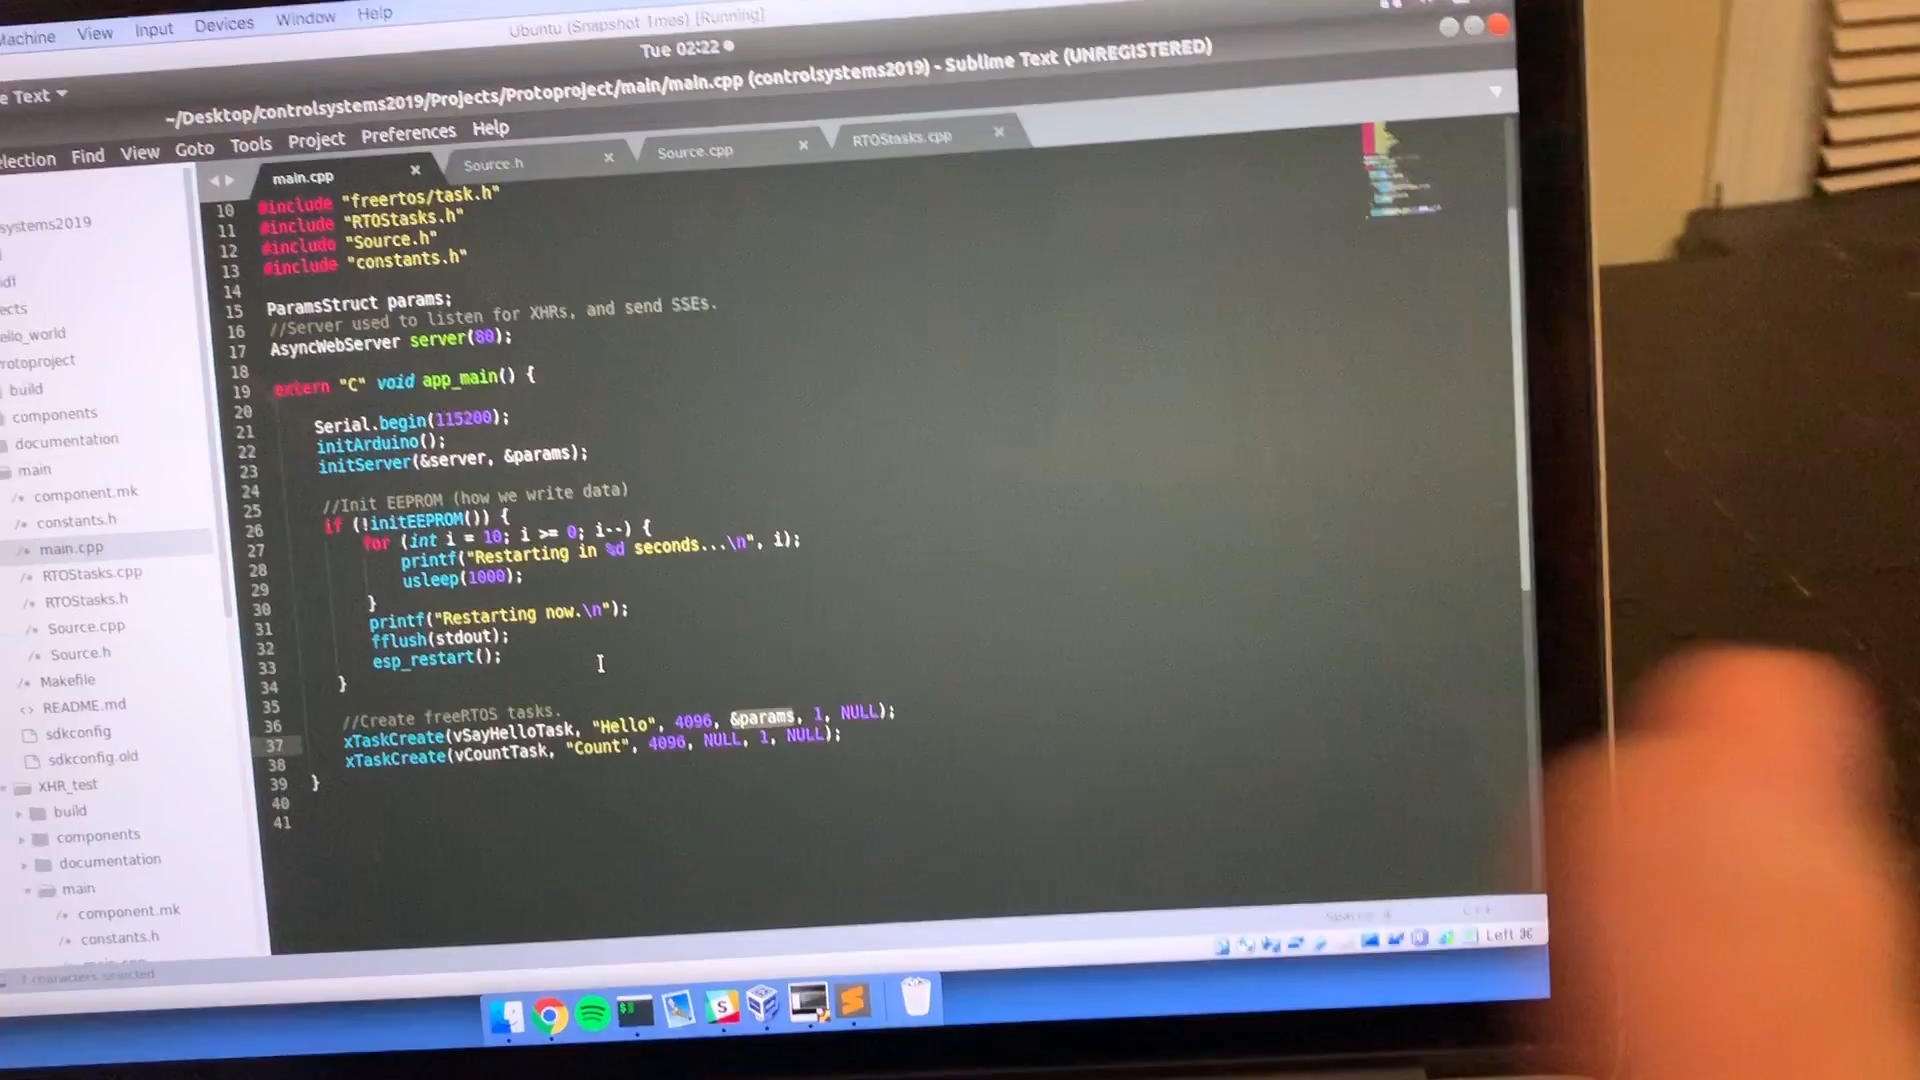 Machine View Input Devices Window Help
Ubuntu (Snapshot 1mes) [Running]
Tue 02:22
e Text
~/Desktop/controlsystems2019/Projects/Protoproject/main/main.cpp (controlsystems2019) - Sublime Text (UNREGISTERED)
election Find View Goto Tools Project Preferences Help
main.cpp
Source.h
Source.cpp
RTOStasks.cpp
10 #include "freertos/task.h"
11 #include "RTOStasks.h"
12 #include "Source.h"
13 #include "constants.h"
14
15 ParamsStruct params;
16 //Server used to listen for XHRs, and send SSEs.
17 AsyncWebServer server(80);
18
19 extern "C" void app_main() {
20
21 Serial.begin(115200);
22 initArduino();
23 initServer(&server, &params);
24
25 //Init EEPROM (how we write data)
26 if (!initEEPROM()) {
27 for (int i = 10; i >= 0; i--) {
28 printf("Restarting in %d seconds...\n", i);
29 usleep(1000);
30 }
31 printf("Restarting now.\n");
32 fflush(stdout);
33 esp_restart();
34 }
35
36 //Create freeRTOS tasks.
37 xTaskCreate(vSayHelloTask, "Hello", 4096, &params, 1, NULL);
38 xTaskCreate(vCountTask, "Count", 4096, NULL, 1, NULL);
39 }
40
41
systems2019
df
ects
ello_world
rotoproject
build
components
documentation
main
/* component.mk
/* constants.h
/* main.cpp
/* RTOStasks.cpp
/* RTOStasks.h
/* Source.cpp
/* Source.h
/* Makefile
<> README.md
sdkconfig
sdkconfig.old
XHR_test
build
components
documentation
main
/* component.mk
/* constants.h
characters selected
Left ⌘